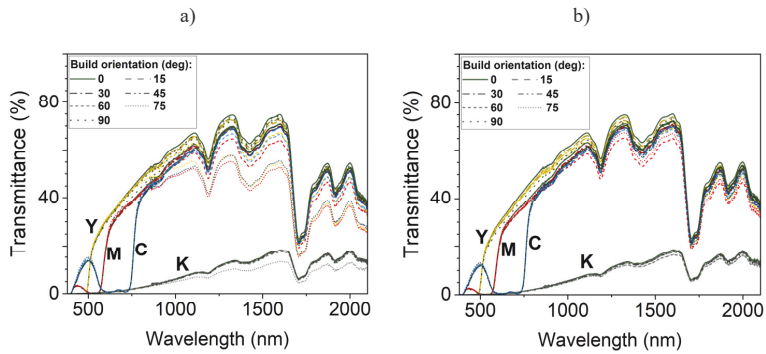 a)
b)
Transmittance (%)
80
40
0
Build orientation (deg):
0
15
30
45
60
75
90
Y
M
C
K
500
1000
1500
2000
Wavelength (nm)
Transmittance (%)
80
40
0
Build orientation (deg):
0
15
30
45
60
75
90
Y
M
C
K
500
1000
1500
2000
Wavelength (nm)